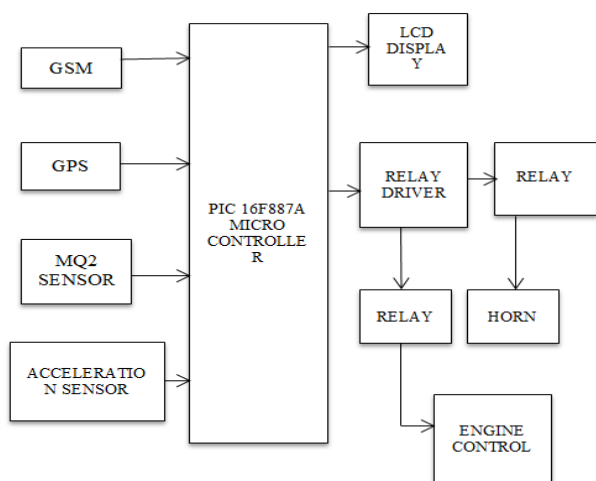 GSM
GPS
MQ2
SENSOR
ACCELERATIO
N SENSOR
PIC 16F887A
MICRO
CONTROLLE
R
LCD
DISPLA
Y
RELAY
DRIVER
RELAY
RELAY
HORN
ENGINE
CONTROL